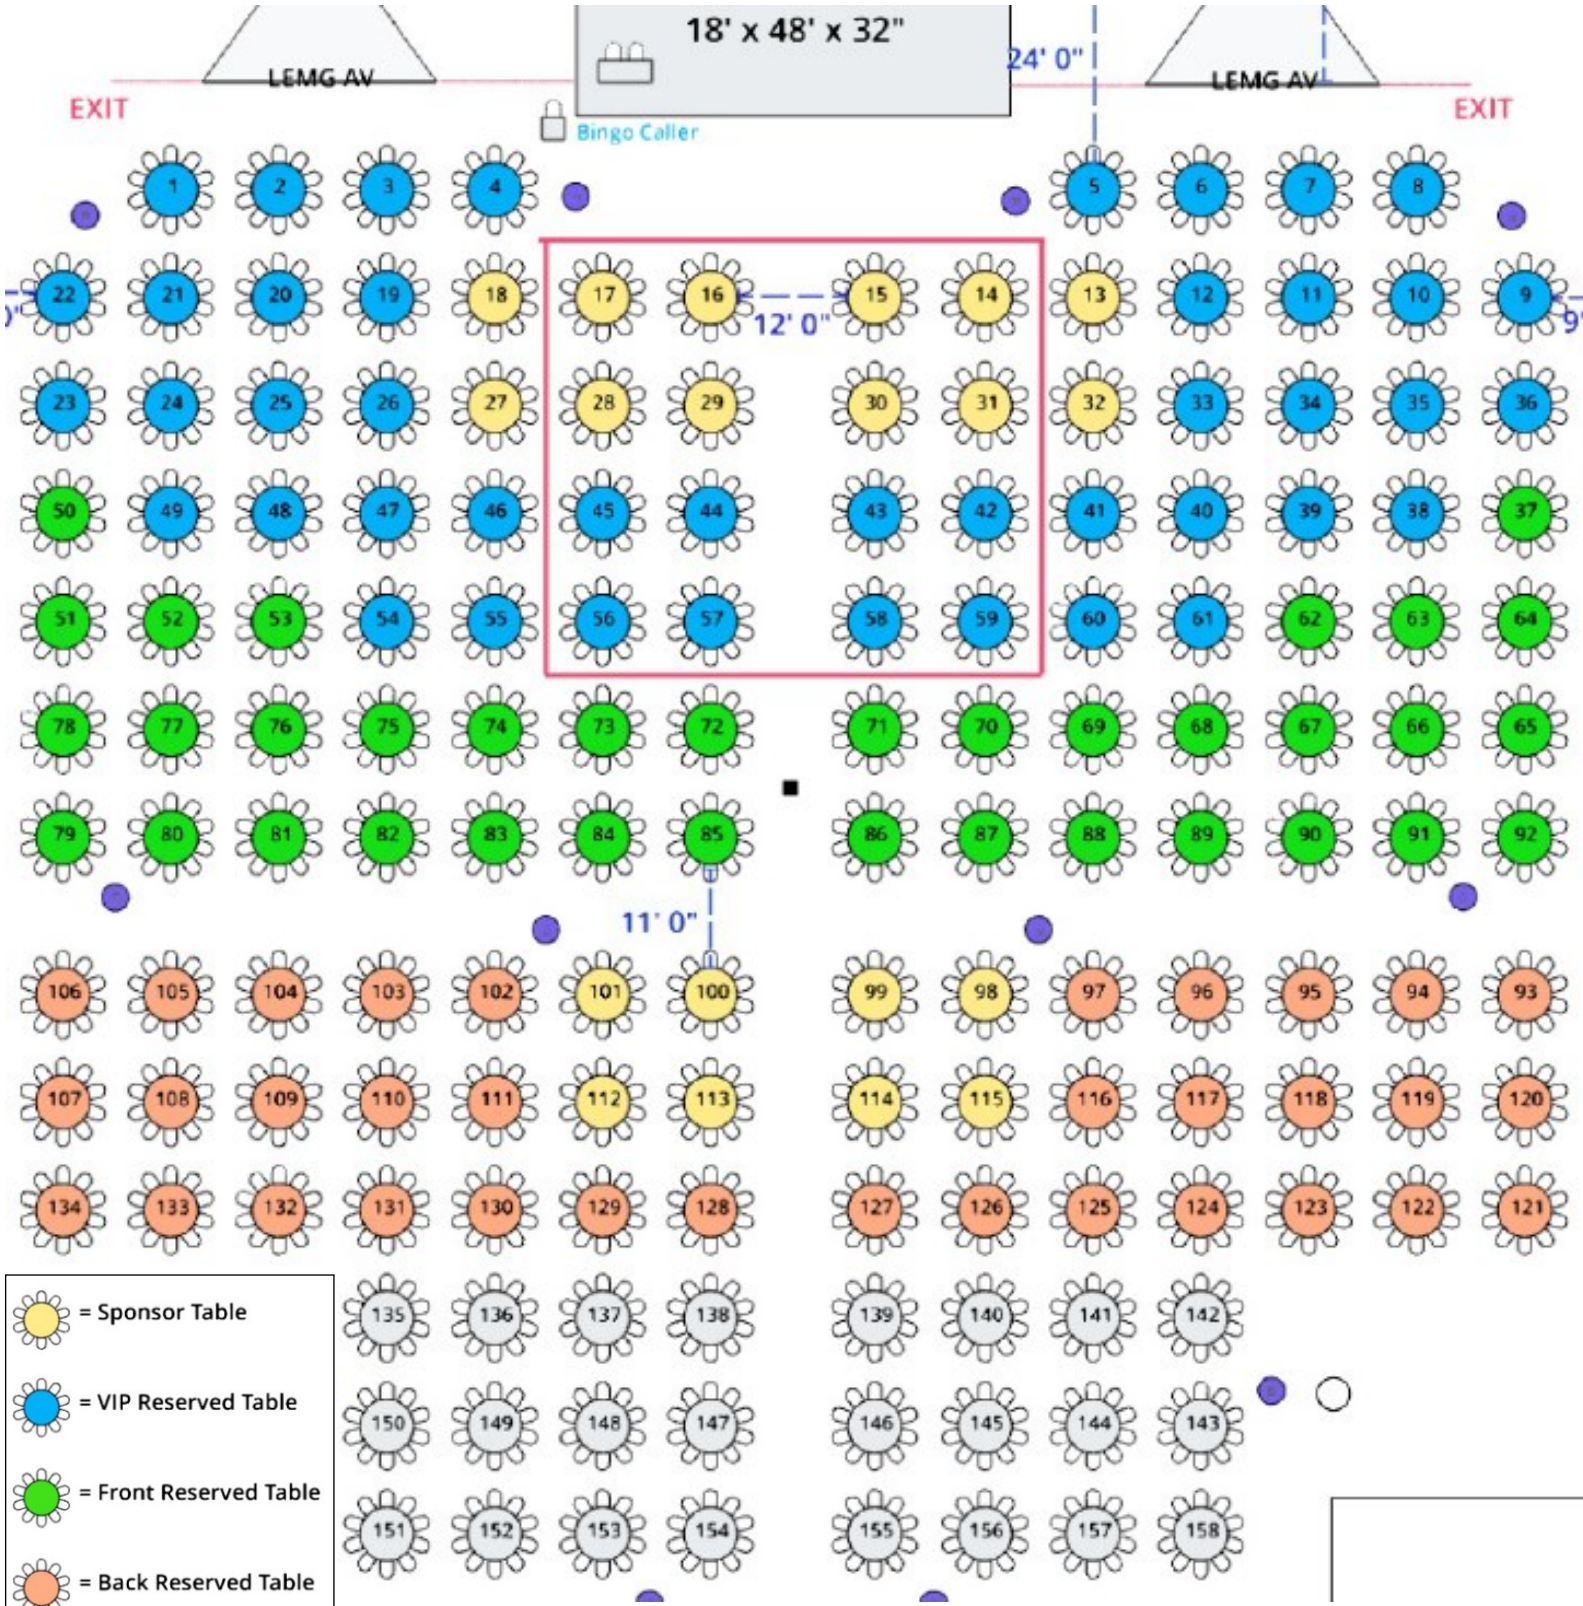 18' x 48' x 32"
24' 0"
LEMG AV
LEMG AV
EXIT
EXIT
Bingo Caller
1 2 3 4 5 6 7 8
22 21 20 19 18 17 16 15 14 13 12 11 10 9
0" 12' 0" 9'
23 24 25 26 27 28 29 30 31 32 33 34 35 36
50 49 48 47 46 45 44 43 42 41 40 39 38 37
51 52 53 54 55 56 57 58 59 60 61 62 63 64
78 77 76 75 74 73 72 71 70 69 68 67 66 65
79 80 81 82 83 84 85 86 87 88 89 90 91 92
11' 0"
106 105 104 103 102 101 100 99 98 97 96 95 94 93
107 108 109 110 111 112 113 114 115 116 117 118 119 120
134 133 132 131 130 129 128 127 126 125 124 123 122 121
135 136 137 138 139 140 141 142
150 149 148 147 146 145 144 143
151 152 153 154 155 156 157 158
= Sponsor Table
= VIP Reserved Table
= Front Reserved Table
= Back Reserved Table